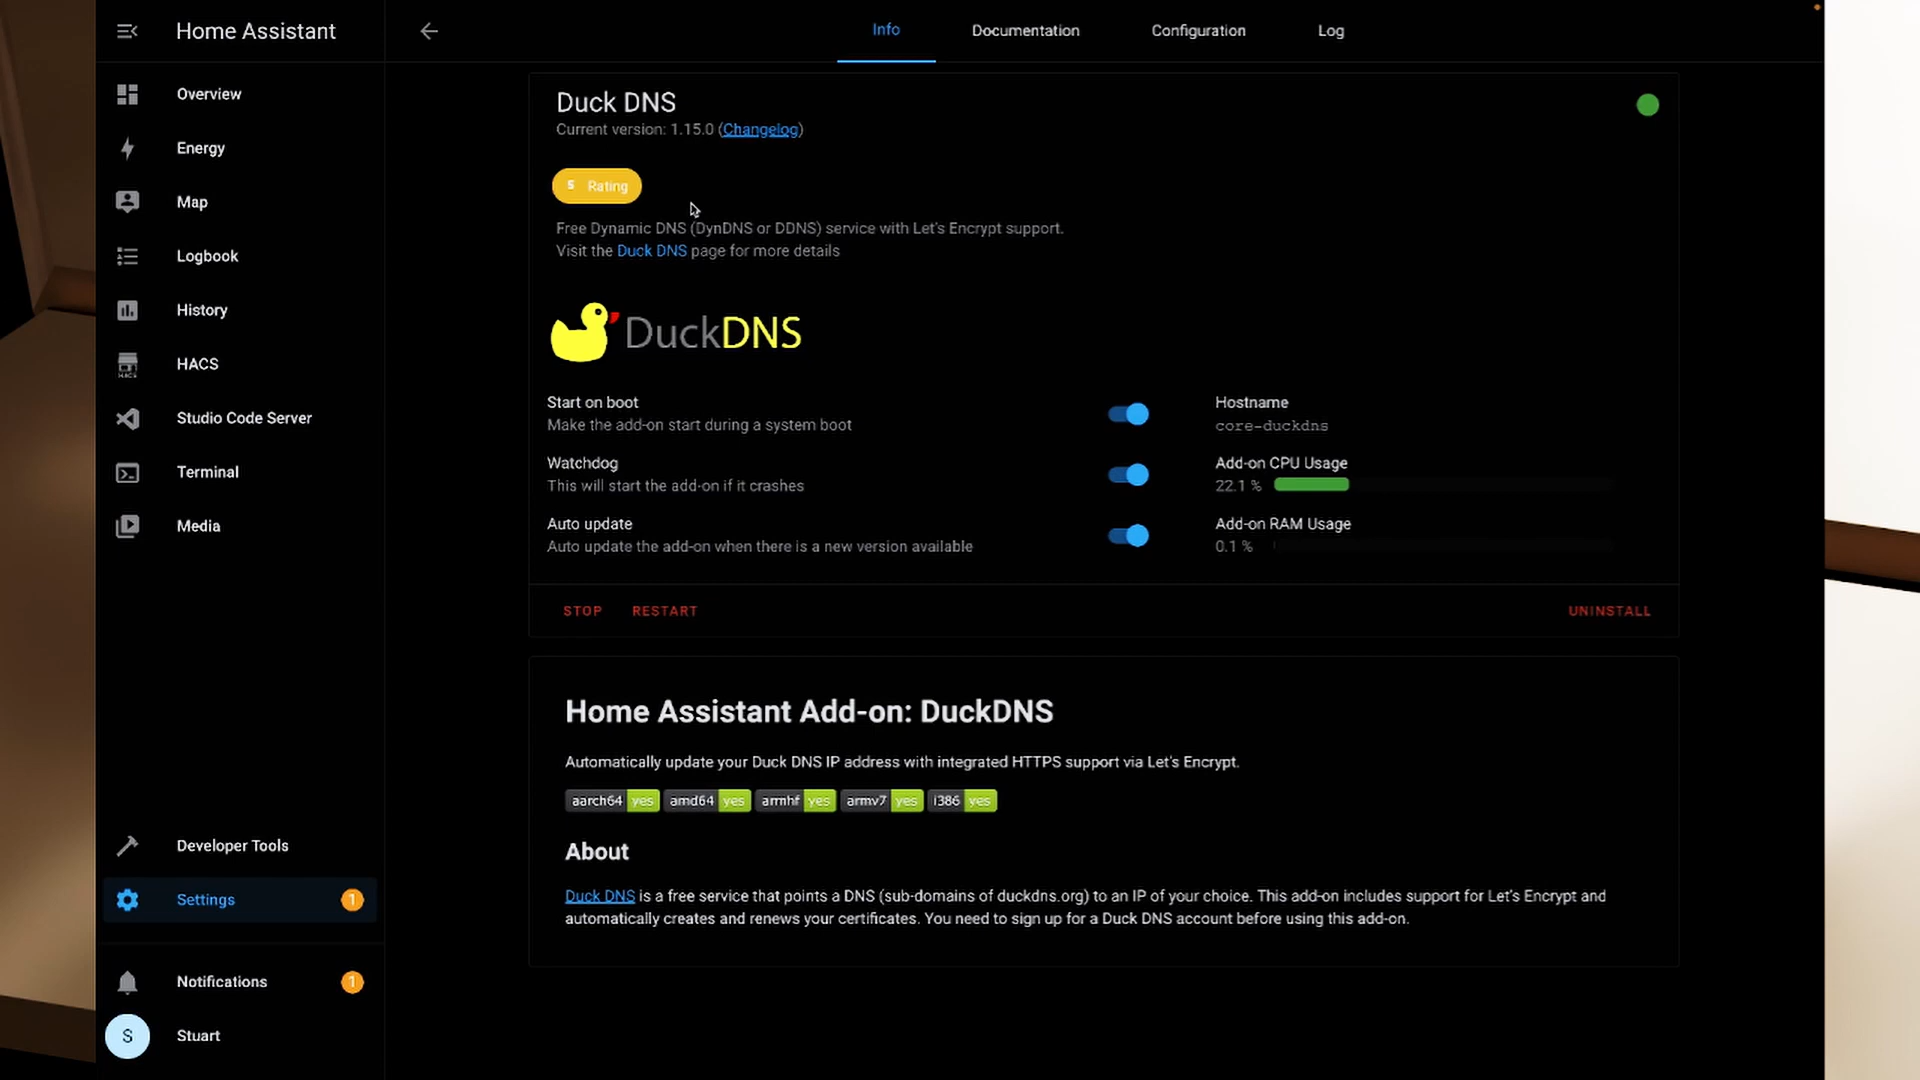 Home Assistant
Info
Documentation
Configuration
Log
Overview
Energy
Map
Logbook
History
HACS
HACS
Studio Code Server
Terminal
Media
Developer Tools
Settings
1
Notifications
1
S
Stuart
Duck DNS
Current version: 1.15.0 (Changelog)
5 Rating
Free Dynamic DNS (DynDNS or DDNS) service with Let's Encrypt support.
Visit the Duck DNS page for more details
DuckDNS
Start on boot
Make the add-on start during a system boot
Hostname
core-duckdns
Watchdog
This will start the add-on if it crashes
Add-on CPU Usage
22.1 %
Auto update
Auto update the add-on when there is a new version available
Add-on RAM Usage
0.1 %
STOP
RESTART
UNINSTALL
Home Assistant Add-on: DuckDNS
Automatically update your Duck DNS IP address with integrated HTTPS support via Let's Encrypt.
aarch64 yes amd64 yes armhf yes armv7 yes i386 yes
About
Duck DNS is a free service that points a DNS (sub-domains of duckdns.org) to an IP of your choice. This add-on includes support for Let's Encrypt and
automatically creates and renews your certificates. You need to sign up for a Duck DNS account before using this add-on.